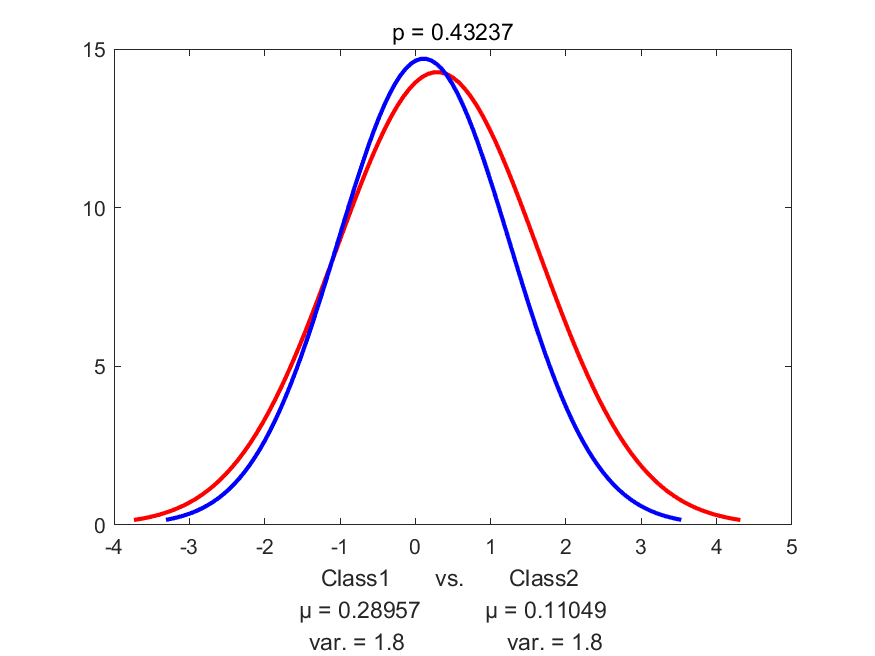 p = 0.43237
15
10
5
0
-4 -3 -2 -1 0 1 2 3 4 5
Class1 vs. Class2
μ = 0.28957 μ = 0.11049
var. = 1.8 var. = 1.8